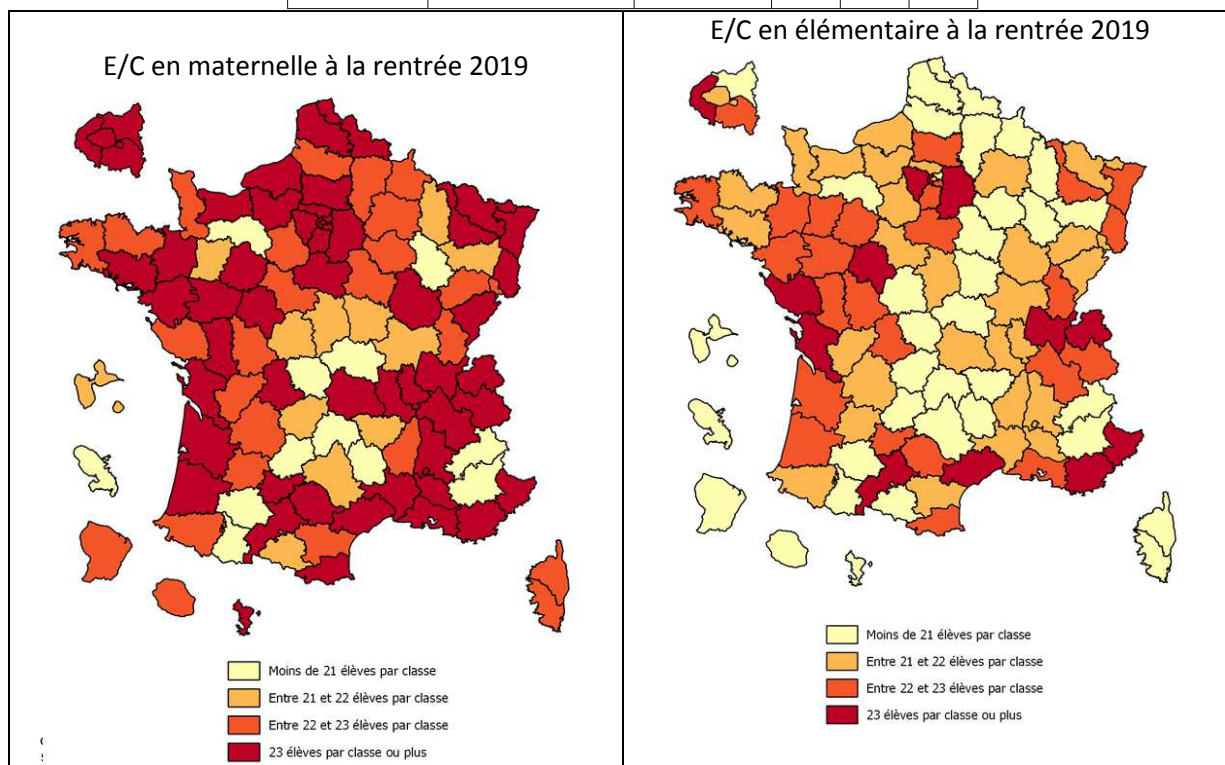 E/C en maternelle à la rentrée 2019
Moins de 21 élèves par classe
Entre 21 et 22 élèves par classe
Entre 22 et 23 élèves par classe
23 élèves par classe ou plus
E/C en élémentaire à la rentrée 2019
Moins de 21 élèves par classe
Entre 21 et 22 élèves par classe
Entre 22 et 23 élèves par classe
23 élèves par classe ou plus